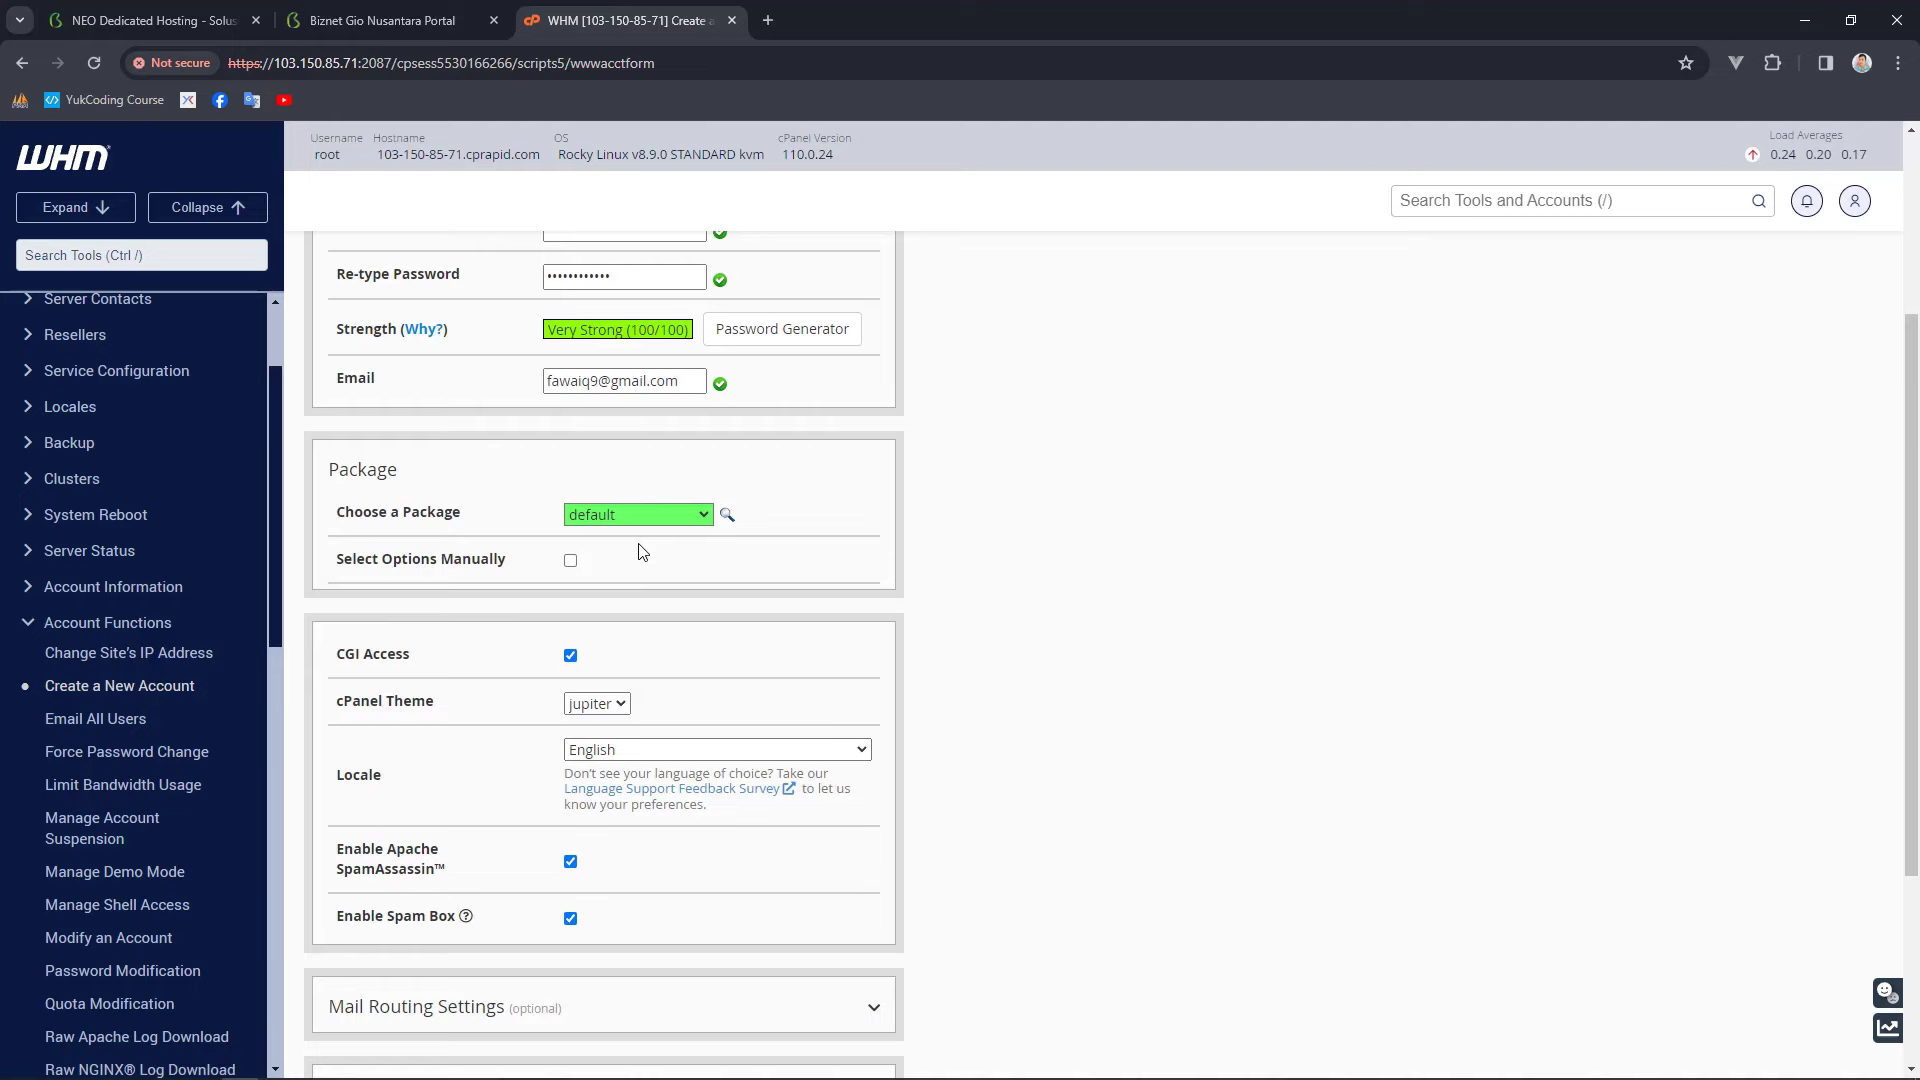 NEO Dedicated Hosting - Solus
Biznet Gio Nusantara Portal
WHM [103-150-85-71] Create a
Not secure
https://103.150.85.71:2087/cpsess5530166266/scripts5/wwwacctform
YukCoding Course
WHM
Expand
Collapse
Search Tools (Ctrl /)
Server Contacts
Resellers
Service Configuration
Locales
Backup
Clusters
System Reboot
Server Status
Account Information
Account Functions
Change Site's IP Address
Create a New Account
Email All Users
Force Password Change
Limit Bandwidth Usage
Manage Account
Suspension
Manage Demo Mode
Manage Shell Access
Modify an Account
Password Modification
Quota Modification
Raw Apache Log Download
Raw NGINX® Log Download
Username Hostname OS cPanel Version
root 103-150-85-71.cprapid.com Rocky Linux v8.9.0 STANDARD kvm 110.0.24
Load Averages
0.24 0.20 0.17
Search Tools and Accounts (/)
Re-type Password ••••••••••••
Strength (Why?) Very Strong (100/100) Password Generator
Email fawaiq9@gmail.com
Package
Choose a Package default
Select Options Manually
CGI Access
cPanel Theme jupiter
Locale
English
Don't see your language of choice? Take our
Language Support Feedback Survey to let us
know your preferences.
Enable Apache
SpamAssassin™
Enable Spam Box
Mail Routing Settings (optional)